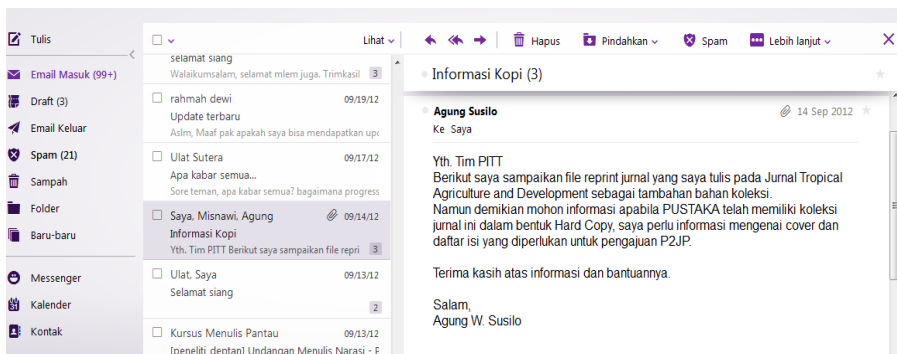 Tulis
Email Masuk (99+)
Draft (3)
Email Keluar
Spam (21)
Sampah
Folder
Baru-baru
Messenger
Kalender
Kontak
Lihat
selamat siang
Walaikumsalam, selamat mlem juga. Trimkasil 3
rahmah dewi 09/19/12
Update terbaru
Aslm, Maaf pak apakah saya bisa mendapatkan upc
Ulat Sutera 09/17/12
Apa kabar semua...
Sore teman, apa kabar semua? bagaimana progress
Saya, Misnawi, Agung 09/14/12
Informasi Kopi
Yth. Tim PITT Berikut saya sampaikan file repri 3
Ulat, Saya 09/13/12
Selamat siang
2
Kursus Menulis Pantau 09/13/12
[peneliti_deptan] Undangan Menulis Narasi - P
Hapus Pindahkan Spam Lebih lanjut
Informasi Kopi (3)
Agung Susilo 14 Sep 2012
Ke Saya
Yth. Tim PITT
Berikut saya sampaikan file reprint jurnal yang saya tulis pada Jurnal Tropical
Agriculture and Development sebagai tambahan bahan koleksi.
Namun demikian mohon informasi apabila PUSTAKA telah memiliki koleksi
jurnal ini dalam bentuk Hard Copy, saya perlu informasi mengenai cover dan
daftar isi yang diperlukan untuk pengajuan P2JP.
Terima kasih atas informasi dan bantuannya.
Salam,
Agung W. Susilo